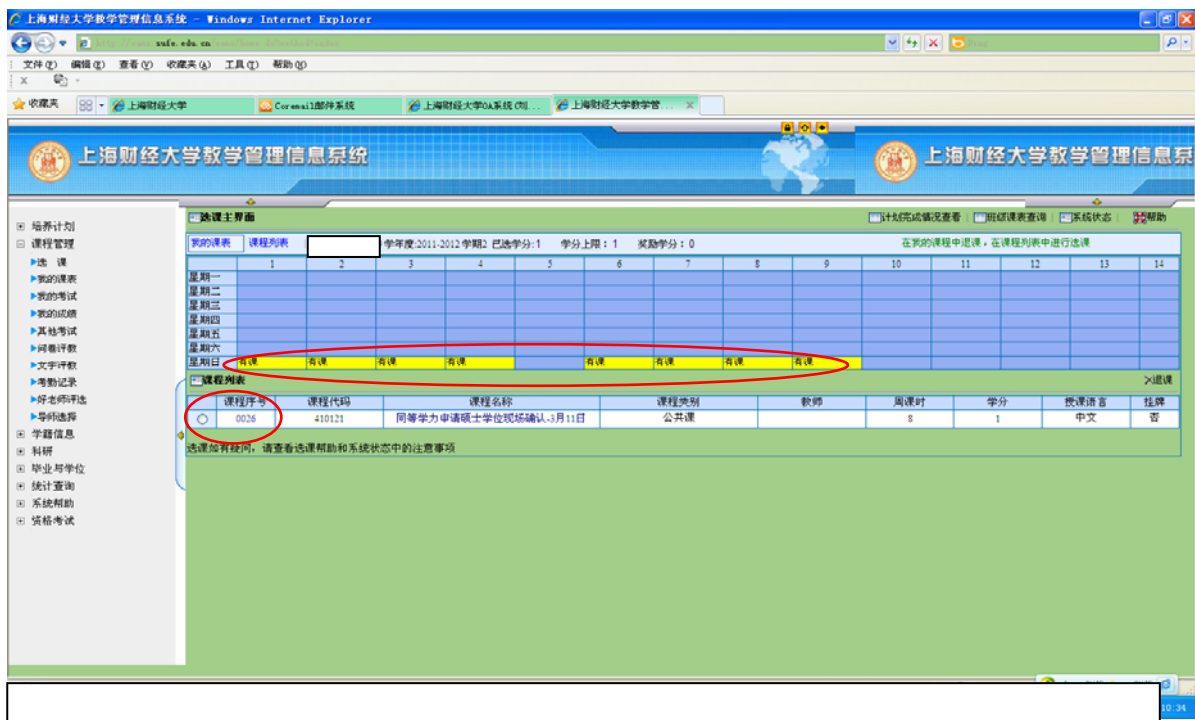 上海财经大学教学管理信息系统 - Windows Internet Explorer
sufe.edu.cn
文件(F) 编辑(E) 查看(V) 收藏夹(A) 工具(T) 帮助(H)
x
收藏夹 上海财经大学 Coremail邮件系统 上海财经大学OA系统 上海财经大学教学管... x
上海财经大学教学管理信息系统 上海财经大学教学管理信息系
选课主界面 计划完成情况查看 班级课表查询 系统状态 帮助
我的课表 课程列表 学年度:2011-2012 学期2 已选学分:1 学分上限:1 奖励学分:0 在我的课程中退课,在课程列表中进行选课
1 2 3 4 5 6 7 8 9 10 11 12 13 14
星期一
星期二
星期三
星期四
星期五
星期六
星期日 有课 有课 有课 有课 有课 有课 有课 有课
课程列表 退课
课程序号 课程代码 课程名称 课程类别 教师 周课时 学分 授课语言 挂牌
0026 410121 同等学力申请硕士学位现场确认-3月11日 公共课 8 1 中文 否
选课如有疑问,请查看选课帮助和系统状态中的注意事项
培养计划
课程管理
选 课
我的课表
我的考试
我的成绩
其他考试
问卷评教
文字评教
考勤记录
好老师评选
导师选择
学籍信息
科研
毕业与学位
统计查询
系统帮助
资格考试
10:34